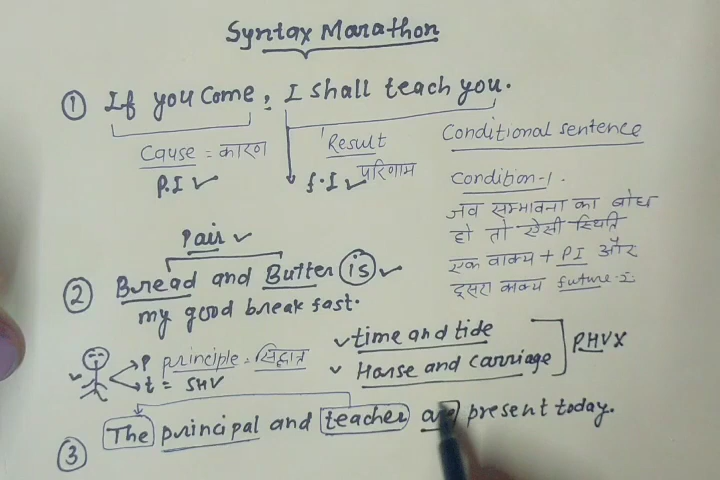 Syntax Marathon
① If you come, I shall teach you.
Cause = कारण
Result
परिणाम
P.I ✓
f.I ✓
Conditional sentence
Condition-1.
जब सम्भावना का बोध
हो तो ऐसी स्थिति
एक वाक्य + PI और
दूसरा वाक्य future-I
Pair ✓
② Bread and Butter is ✓
my good break fast.
✓ time and tide
✓ Horse and carriage
PHV X
P principle = सिद्धान्त
t = SHV
③ The principal and teacher are present today.